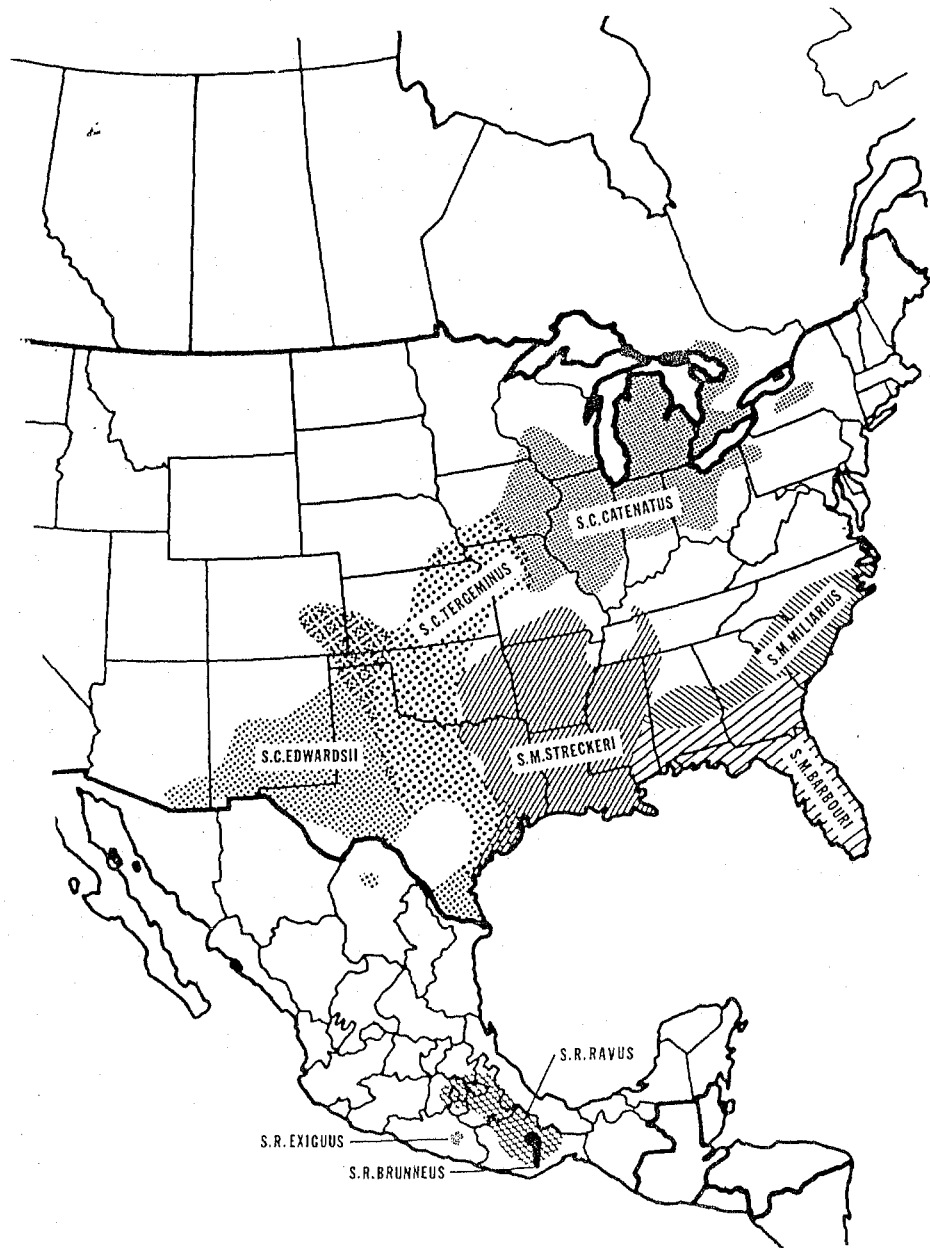 S.C.CATENATUS
S.C.TERGEMINUS
S.M.MILIARIUS
S.C.EDWARDSII
S.M.STRECKERI
S.M.BARBOURI
S.R.RAVUS
S.R.EXIGUUS
S.R.BRUNNEUS